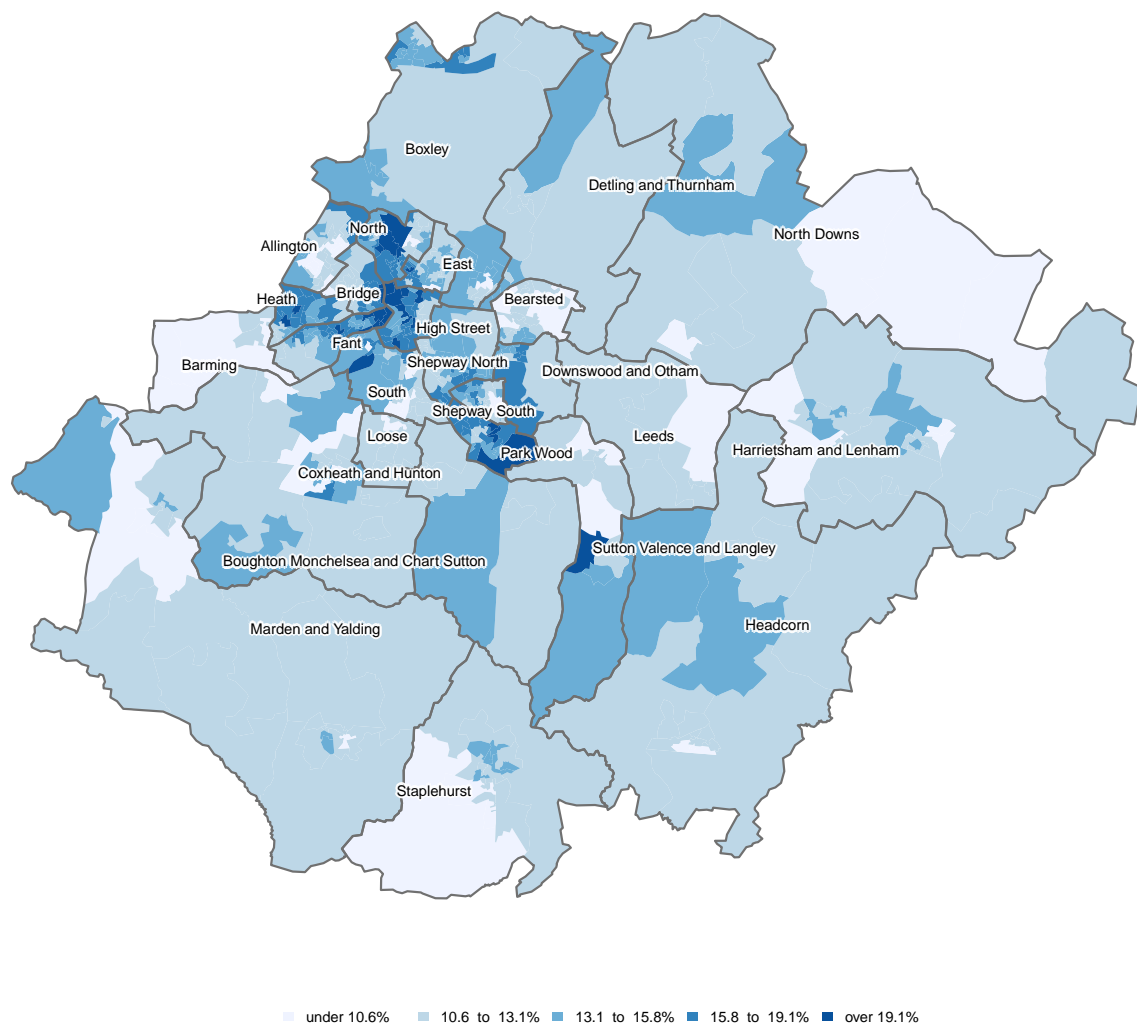 Boxley
Detling and Thurnham
North
North Downs
Allington
East
Bridge
Heath
Bearsted
High Street
Fant
Barming
Shepway North
Downswood and Otham
South
Shepway South
Loose
Leeds
Park Wood
Harrietsham and Lenham
Coxheath and Hunton
Sutton Valence and Langley
Boughton Monchelsea and Chart Sutton
Headcorn
Marden and Yalding
Staplehurst
under 10.6% 10.6 to 13.1% 13.1 to 15.8% 15.8 to 19.1% over 19.1%